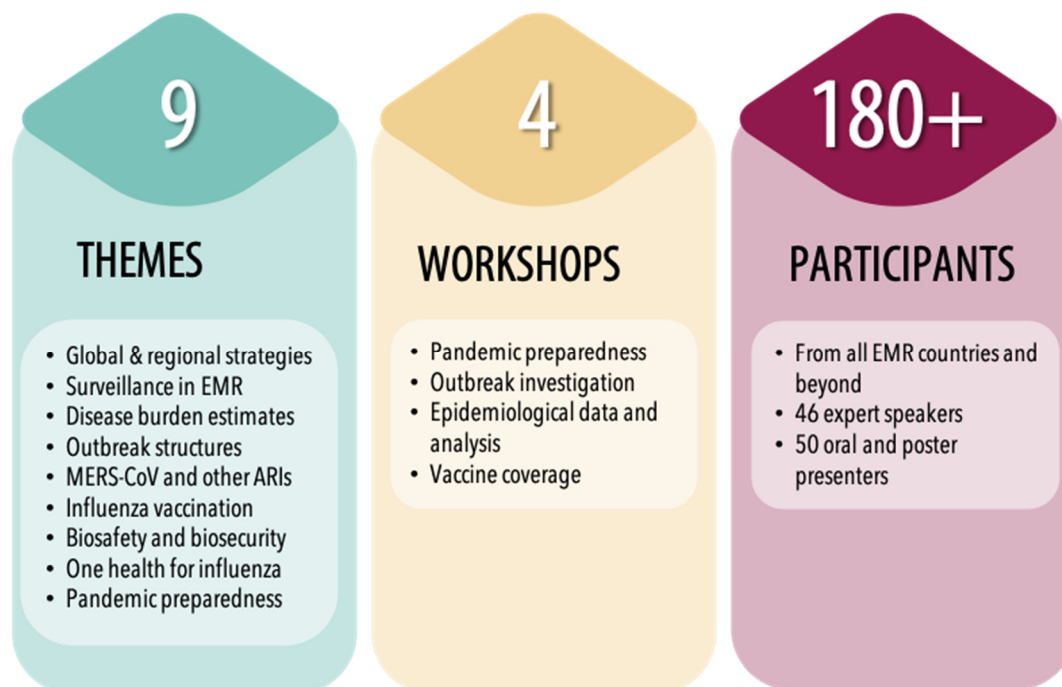 9
THEMES
• Global & regional strategies
• Surveillance in EMR
• Disease burden estimates
• Outbreak structures
• MERS-CoV and other ARIs
• Influenza vaccination
• Biosafety and biosecurity
• One health for influenza
• Pandemic preparedness
4
WORKSHOPS
• Pandemic preparedness
• Outbreak investigation
• Epidemiological data and
analysis
• Vaccine coverage
180+
PARTICIPANTS
• From all EMR countries and
beyond
• 46 expert speakers
• 50 oral and poster
presenters